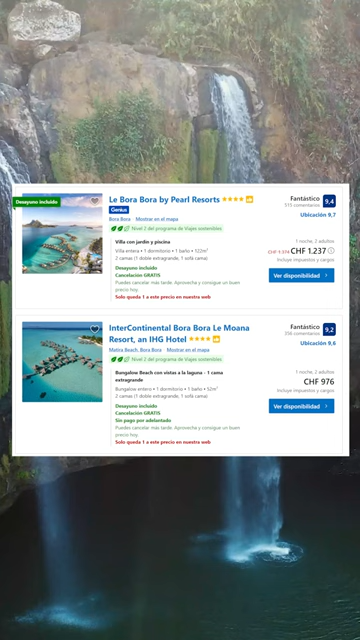 Desayuno incluido
Le Bora Bora by Pearl Resorts
Genius
Bora Bora Mostrar en el mapa
Nivel 3 del programa de Viajes sostenibles
Villa con jardín y piscina
Villa entera • 1 dormitorio • 1 baño • 122m²
2 camas (1 doble extragrande, 1 sofá cama)
Desayuno incluido
Cancelación GRATIS
Puedes cancelar más tarde. Aprovecha y consigue un buen
precio hoy.
Solo queda 1 a este precio en nuestra web
Fantástico
9,4
Ubicación 9,7
1 noche, 2 adultos
CHF 1.237
Incluye impuestos y cargos
Ver disponibilidad
InterContinental Bora Bora Le Moana
Resort, an IHG Hotel
Matira Beach, Bora Bora Mostrar en el mapa
Nivel 2 del programa de Viajes sostenibles
Bungalow Beach con vistas a la laguna - 1 cama
extragrande
Bungalow entero • 1 dormitorio • 1 baño • 52m²
2 camas (1 doble extragrande, 1 sofá cama)
Desayuno incluido
Cancelación GRATIS
Sin pago por adelantado
Puedes cancelar más tarde. Aprovecha y consigue un buen
precio hoy.
Solo queda 1 a este precio en nuestra web
Fantástico
9,2
356 comentarios
Ubicación 9,6
1 noche, 2 adultos
CHF 976
Incluye impuestos y cargos
Ver disponibilidad